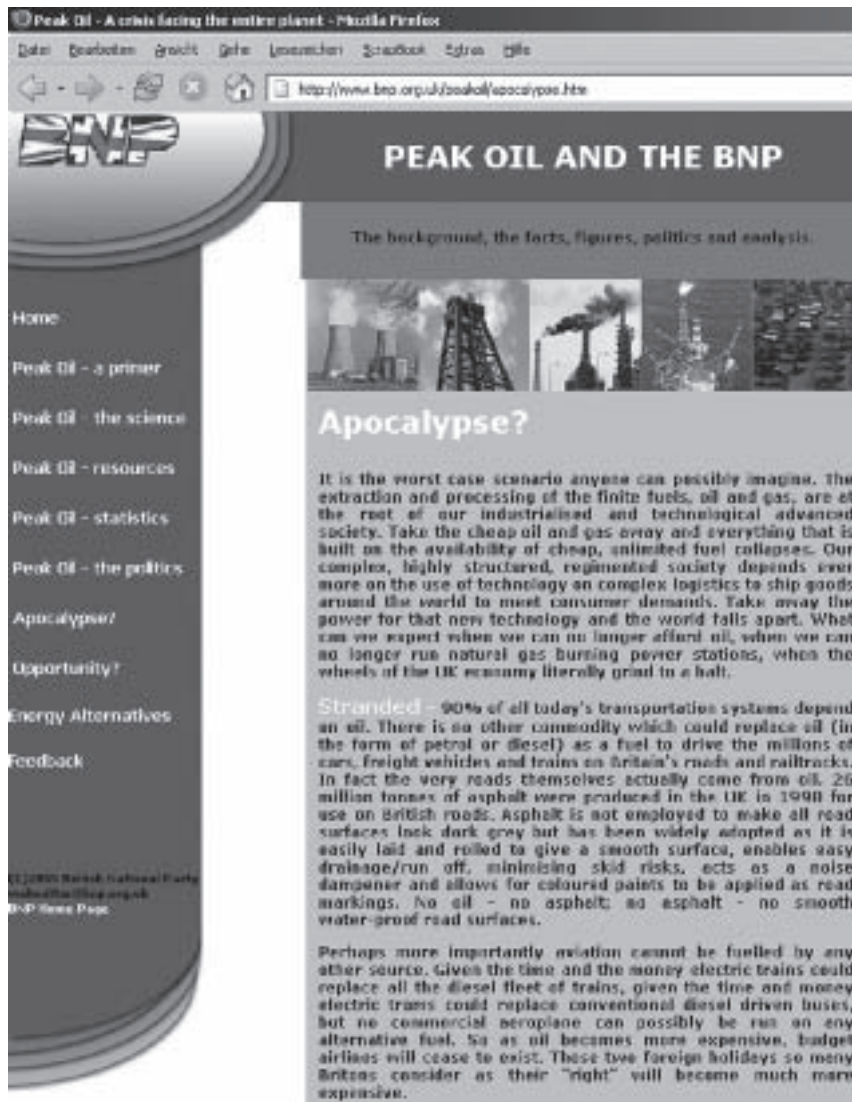 Peak Oil - A crisis facing the entire planet - Mozilla Firefox
Datei Bearbeiten Ansicht Gehe Lesezeichen ScrapBook Extras Hilfe
http://www.bnp.org.uk/peakoil/apocalypse.htm
BNP
PEAK OIL AND THE BNP
The background, the facts, figures, politics and analysis.
Home
Peak Oil - a primer
Peak Oil - the science
Peak Oil - resources
Peak Oil - statistics
Peak Oil - the politics
Apocalypse?
Opportunity?
Energy Alternatives
Feedback
British National Party
BNP Home Page
Apocalypse?
It is the worst case scenario anyone can possibly imagine. The
extraction and processing of the finite fuels, oil and gas, are at
the root of our industrialised and technological advanced
society. Take the cheap oil and gas away and everything that is
built on the availability of cheap, unlimited fuel collapses. Our
complex, highly structured, regimented society depends ever
more on the use of technology on complex logistics to ship goods
around the world to meet consumer demands. Take away the
power for that new technology and the world falls apart. What
can we expect when we can no longer afford oil, when we can
no longer run natural gas burning power stations, when the
wheels of the UK economy literally grind to a halt.
Stranded - 90% of all today's transportation systems depend
on oil. There is no other commodity which could replace oil (in
the form of petrol or diesel) as a fuel to drive the millions of
cars, freight vehicles and trains on Britain's roads and railtracks.
In fact the very roads themselves actually come from oil. 26
million tonnes of asphalt were produced in the UK in 1998 for
use on British roads. Asphalt is not employed to make all road
surfaces look dark grey but has been widely adopted as it is
easily laid and rolled to give a smooth surface, enables easy
drainage/run off, minimising skid risks, acts as a noise
dampener and allows for coloured paints to be applied as road
markings. No oil - no asphalt; no asphalt - no smooth
water-proof road surfaces.
Perhaps more importantly aviation cannot be fuelled by any
other source. Given the time and the money electric trains could
replace all the diesel fleet of trains, given the time and money
electric trams could replace conventional diesel driven buses,
but no commercial aeroplane can possibly be run on any
alternative fuel. So as oil becomes more expensive, budget
airlines will cease to exist. Those two foreign holidays so many
Britons consider as their "right" will become much more
expensive.